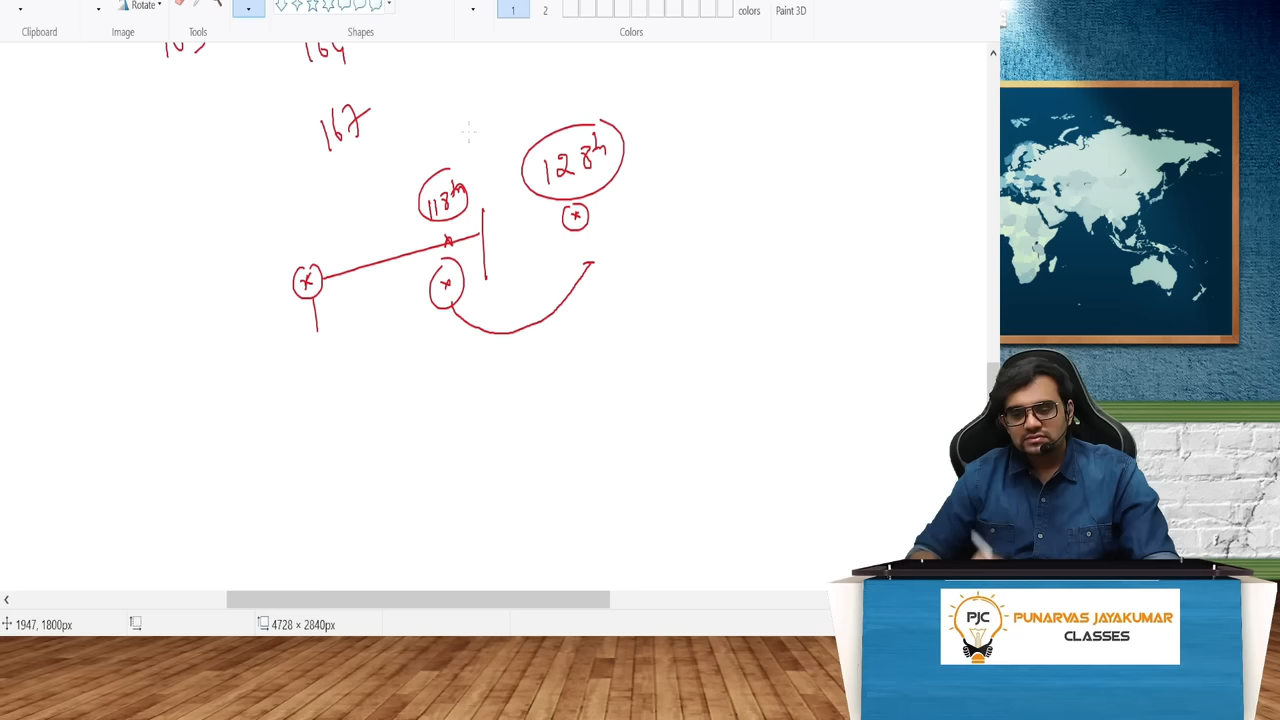 Rotate
1
2
colors
Paint 3D
Clipboard
Image
Tools
Shapes
Colors
164
167
118th
128th
1947, 1800px
4728 × 2840px
PJC
PUNARVAS JAYAKUMAR
CLASSES